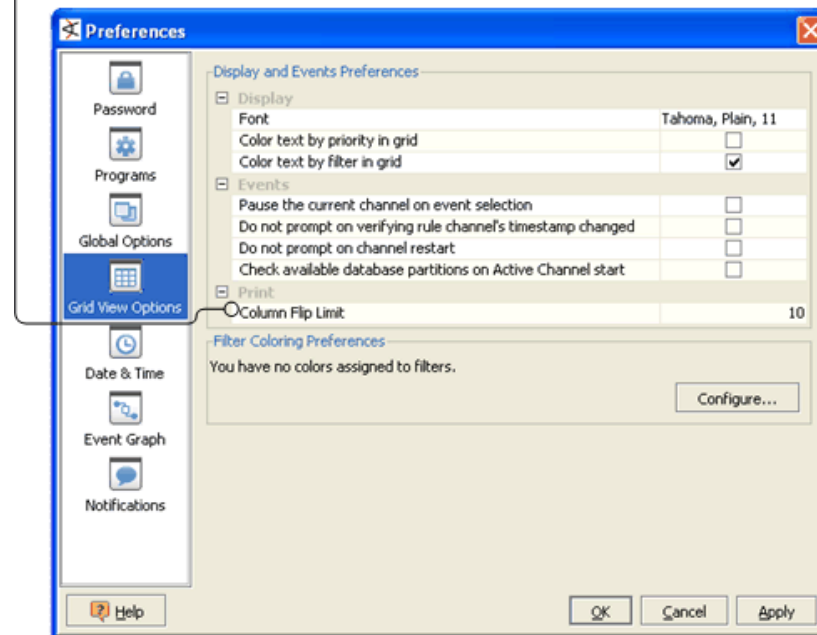 Preferences
Password
Programs
Global Options
Grid View Options
Date & Time
Event Graph
Notifications
Display and Events Preferences
Display
Font Tahoma, Plain, 11
Color text by priority in grid
Color text by filter in grid
Events
Pause the current channel on event selection
Do not prompt on verifying rule channel's timestamp changed
Do not prompt on channel restart
Check available database partitions on Active Channel start
Print
Column Flip Limit 10
Filter Coloring Preferences
You have no colors assigned to filters.
Configure...
Help
OK
Cancel
Apply